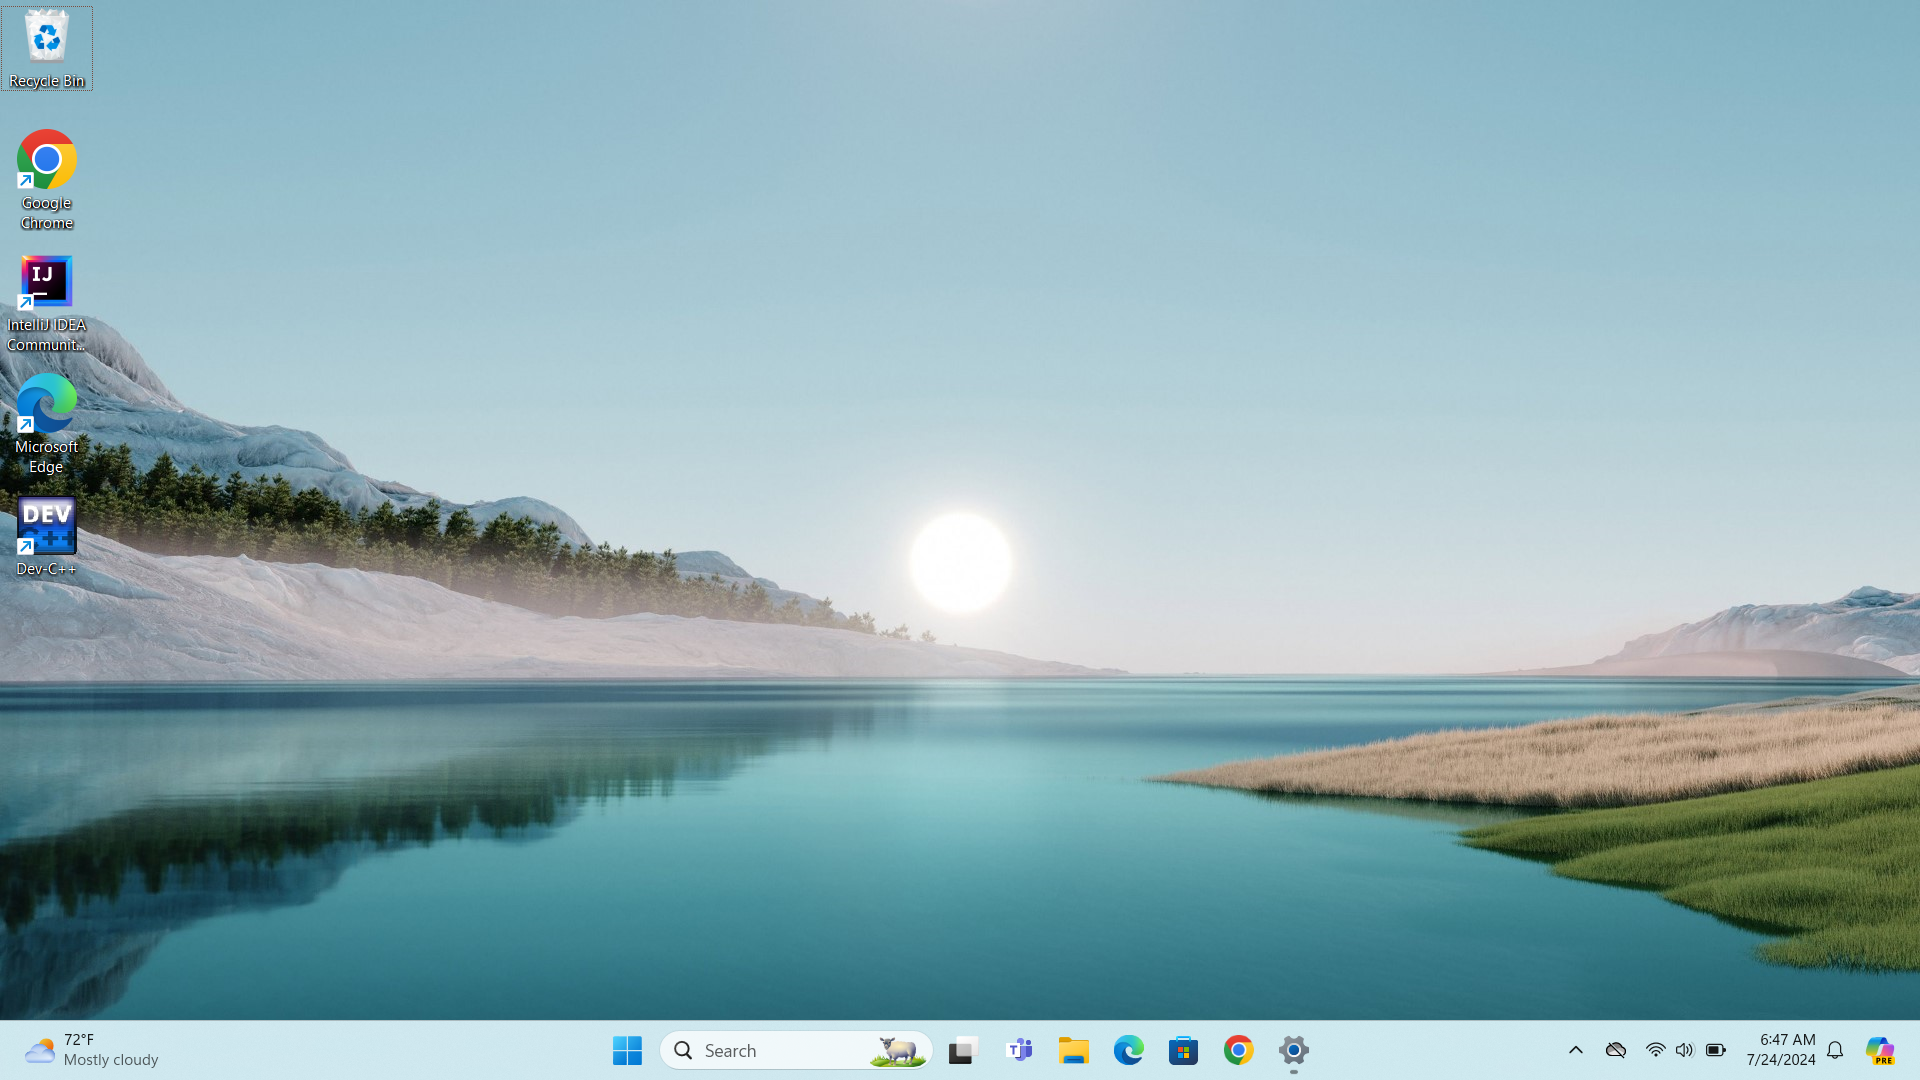 Recycle Bin
Google
Chrome
IJ
IntelliJ IDEA
Communit...
Microsoft
Edge
DEV
C++
Dev-C++
72°F
Mostly cloudy
Search
T
6:47 AM
7/24/2024
PRE